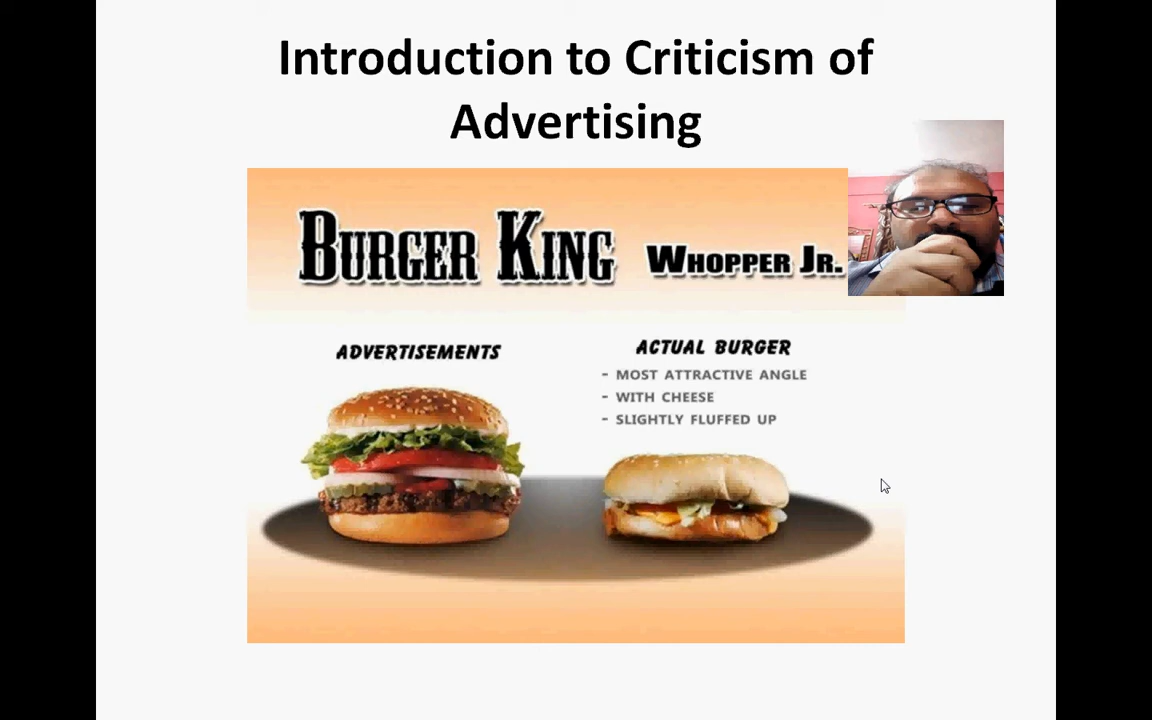 Introduction to Criticism of
Advertising
BURGER KING WHOPPER JR.
ADVERTISEMENTS
ACTUAL BURGER
- MOST ATTRACTIVE ANGLE
- WITH CHEESE
- SLIGHTLY FLUFFED UP